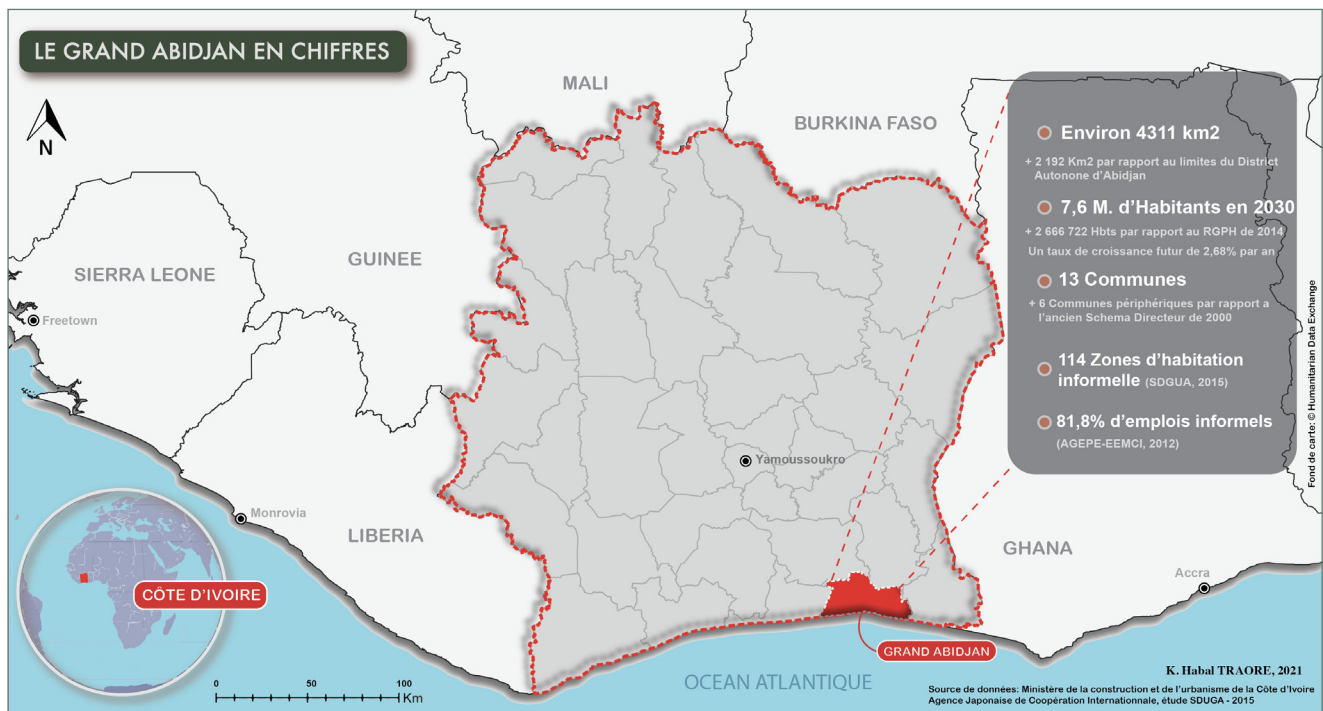 LE GRAND ABIDJAN EN CHIFFRES
N
MALI
BURKINA FASO
GUINEE
SIERRA LEONE
Freetown
Environ 4311 km2
+ 2 192 Km2 par rapport au limites du District
Autonone d'Abidjan
7,6 M. d'Habitants en 2030
+ 2 666 722 Hbts par rapport au RGPH de 2014
Un taux de croissance futur de 2,68% par an
13 Communes
+ 6 Communes périphériques par rapport a
l'ancien Schema Directeur de 2000
114 Zones d'habitation
informelle (SDGUA, 2015)
81,8% d'emplois informels
(AGEPE-EEMCI, 2012)
Fond de carte: © Humanitarian Data Exchange
Yamoussoukro
Monrovia
LIBERIA
GHANA
Accra
CÔTE D'IVOIRE
GRAND ABIDJAN
OCEAN ATLANTIQUE
0 50 100
Km
K. Habal TRAORE, 2021
Source de données: Ministère de la construction et de l'urbanisme de la Côte d'Ivoire
Agence Japonaise de Coopération Internationnale, étude SDUGA - 2015